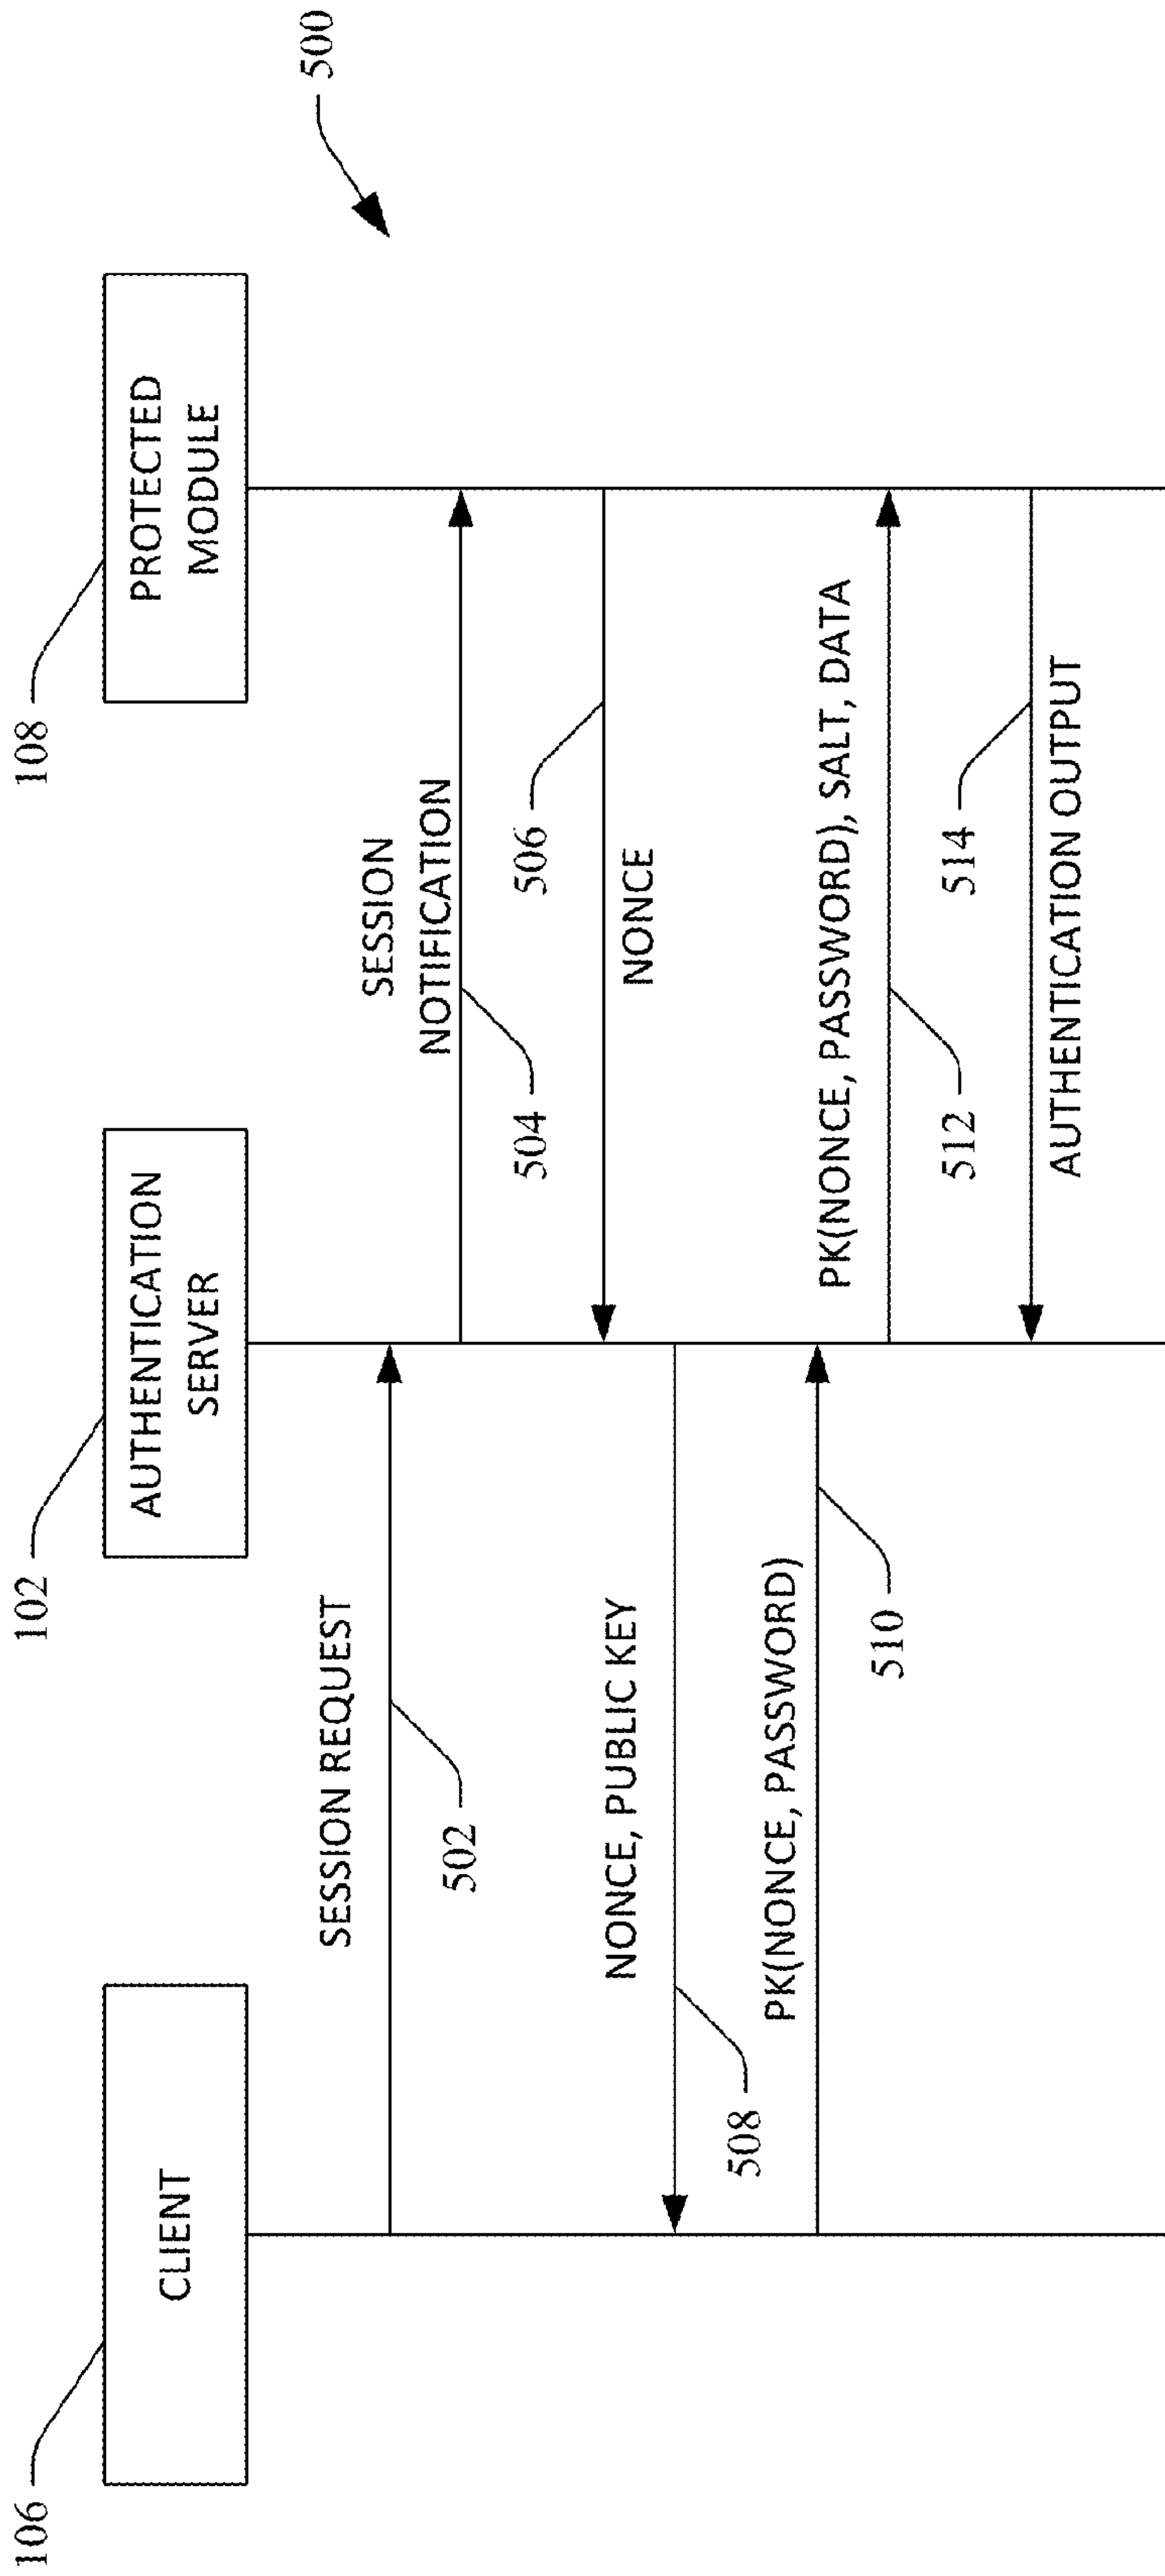 106
CLIENT
102
AUTHENTICATION
SERVER
108
PROTECTED
MODULE
500
SESSION REQUEST
502
SESSION
NOTIFICATION
504
506
NONCE
NONCE, PUBLIC KEY
508
PK(NONCE, PASSWORD)
510
PK(NONCE, PASSWORD), SALT, DATA
512
514
AUTHENTICATION OUTPUT